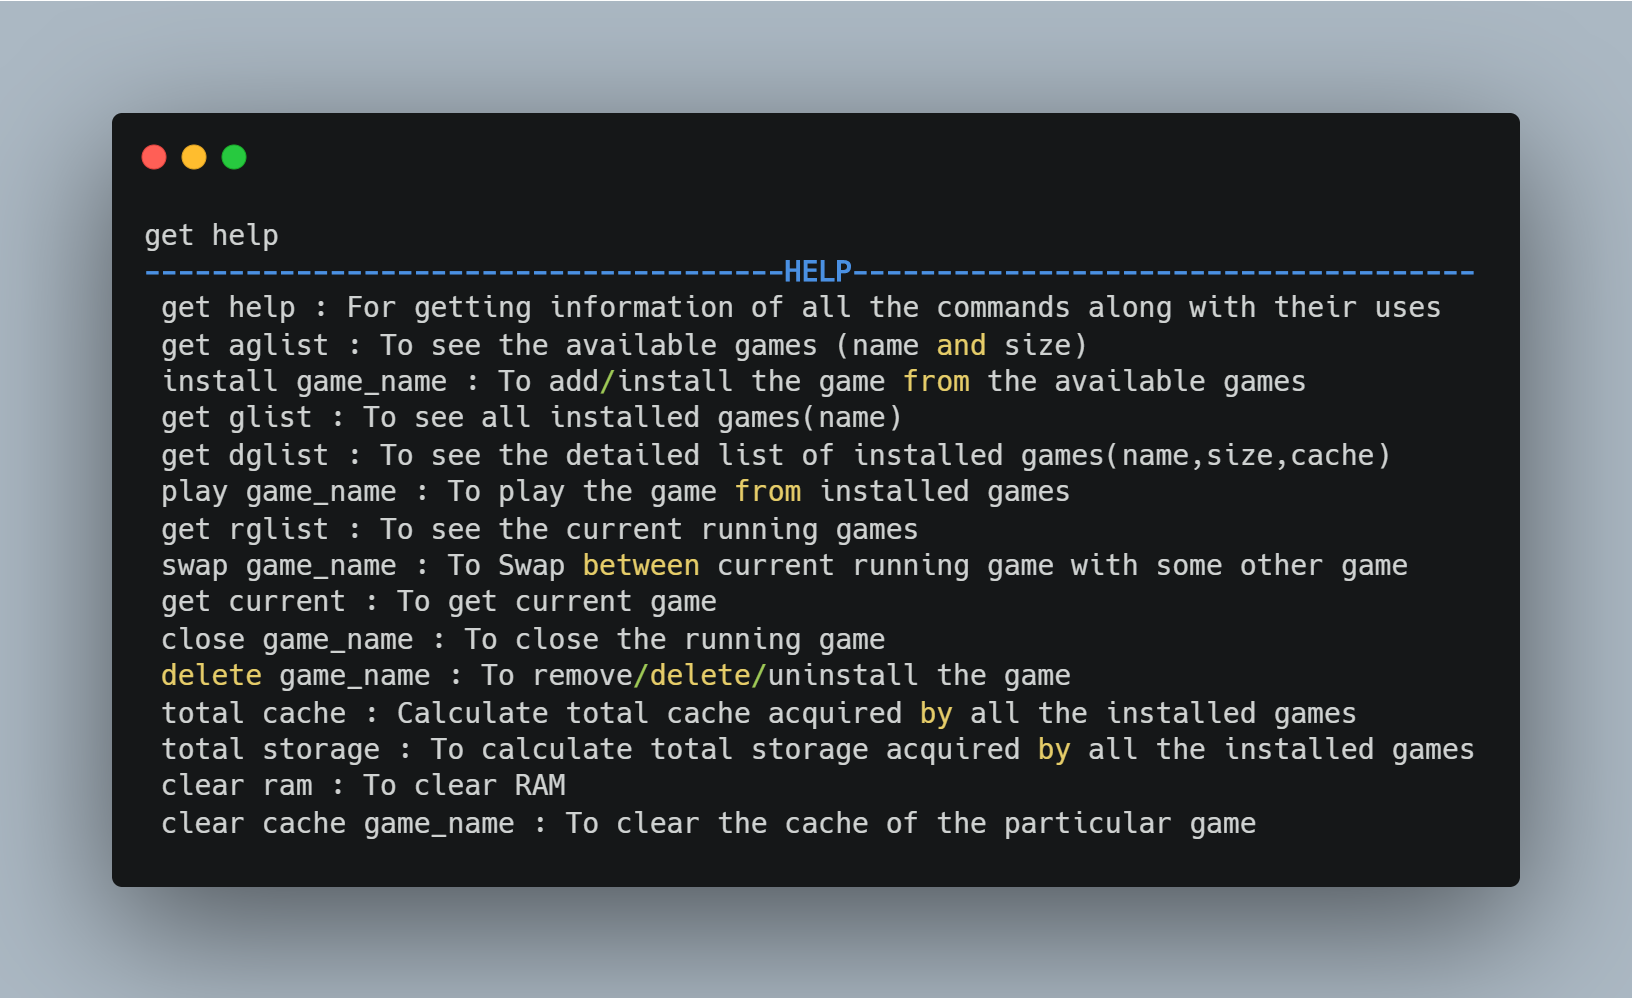 get help
--------------------------------------HELP-------------------------------------
get help : For getting information of all the commands along with their uses
get aglist : To see the available games (name and size)
install game_name : To add/install the game from the available games
get glist : To see all installed games(name)
get dglist : To see the detailed list of installed games(name,size,cache)
play game_name : To play the game from installed games
get rglist : To see the current running games
swap game_name : To Swap between current running game with some other game
get current : To get current game
close game_name : To close the running game
delete game_name : To remove/delete/uninstall the game
total cache : Calculate total cache acquired by all the installed games
total storage : To calculate total storage acquired by all the installed games
clear ram : To clear RAM
clear cache game_name : To clear the cache of the particular game